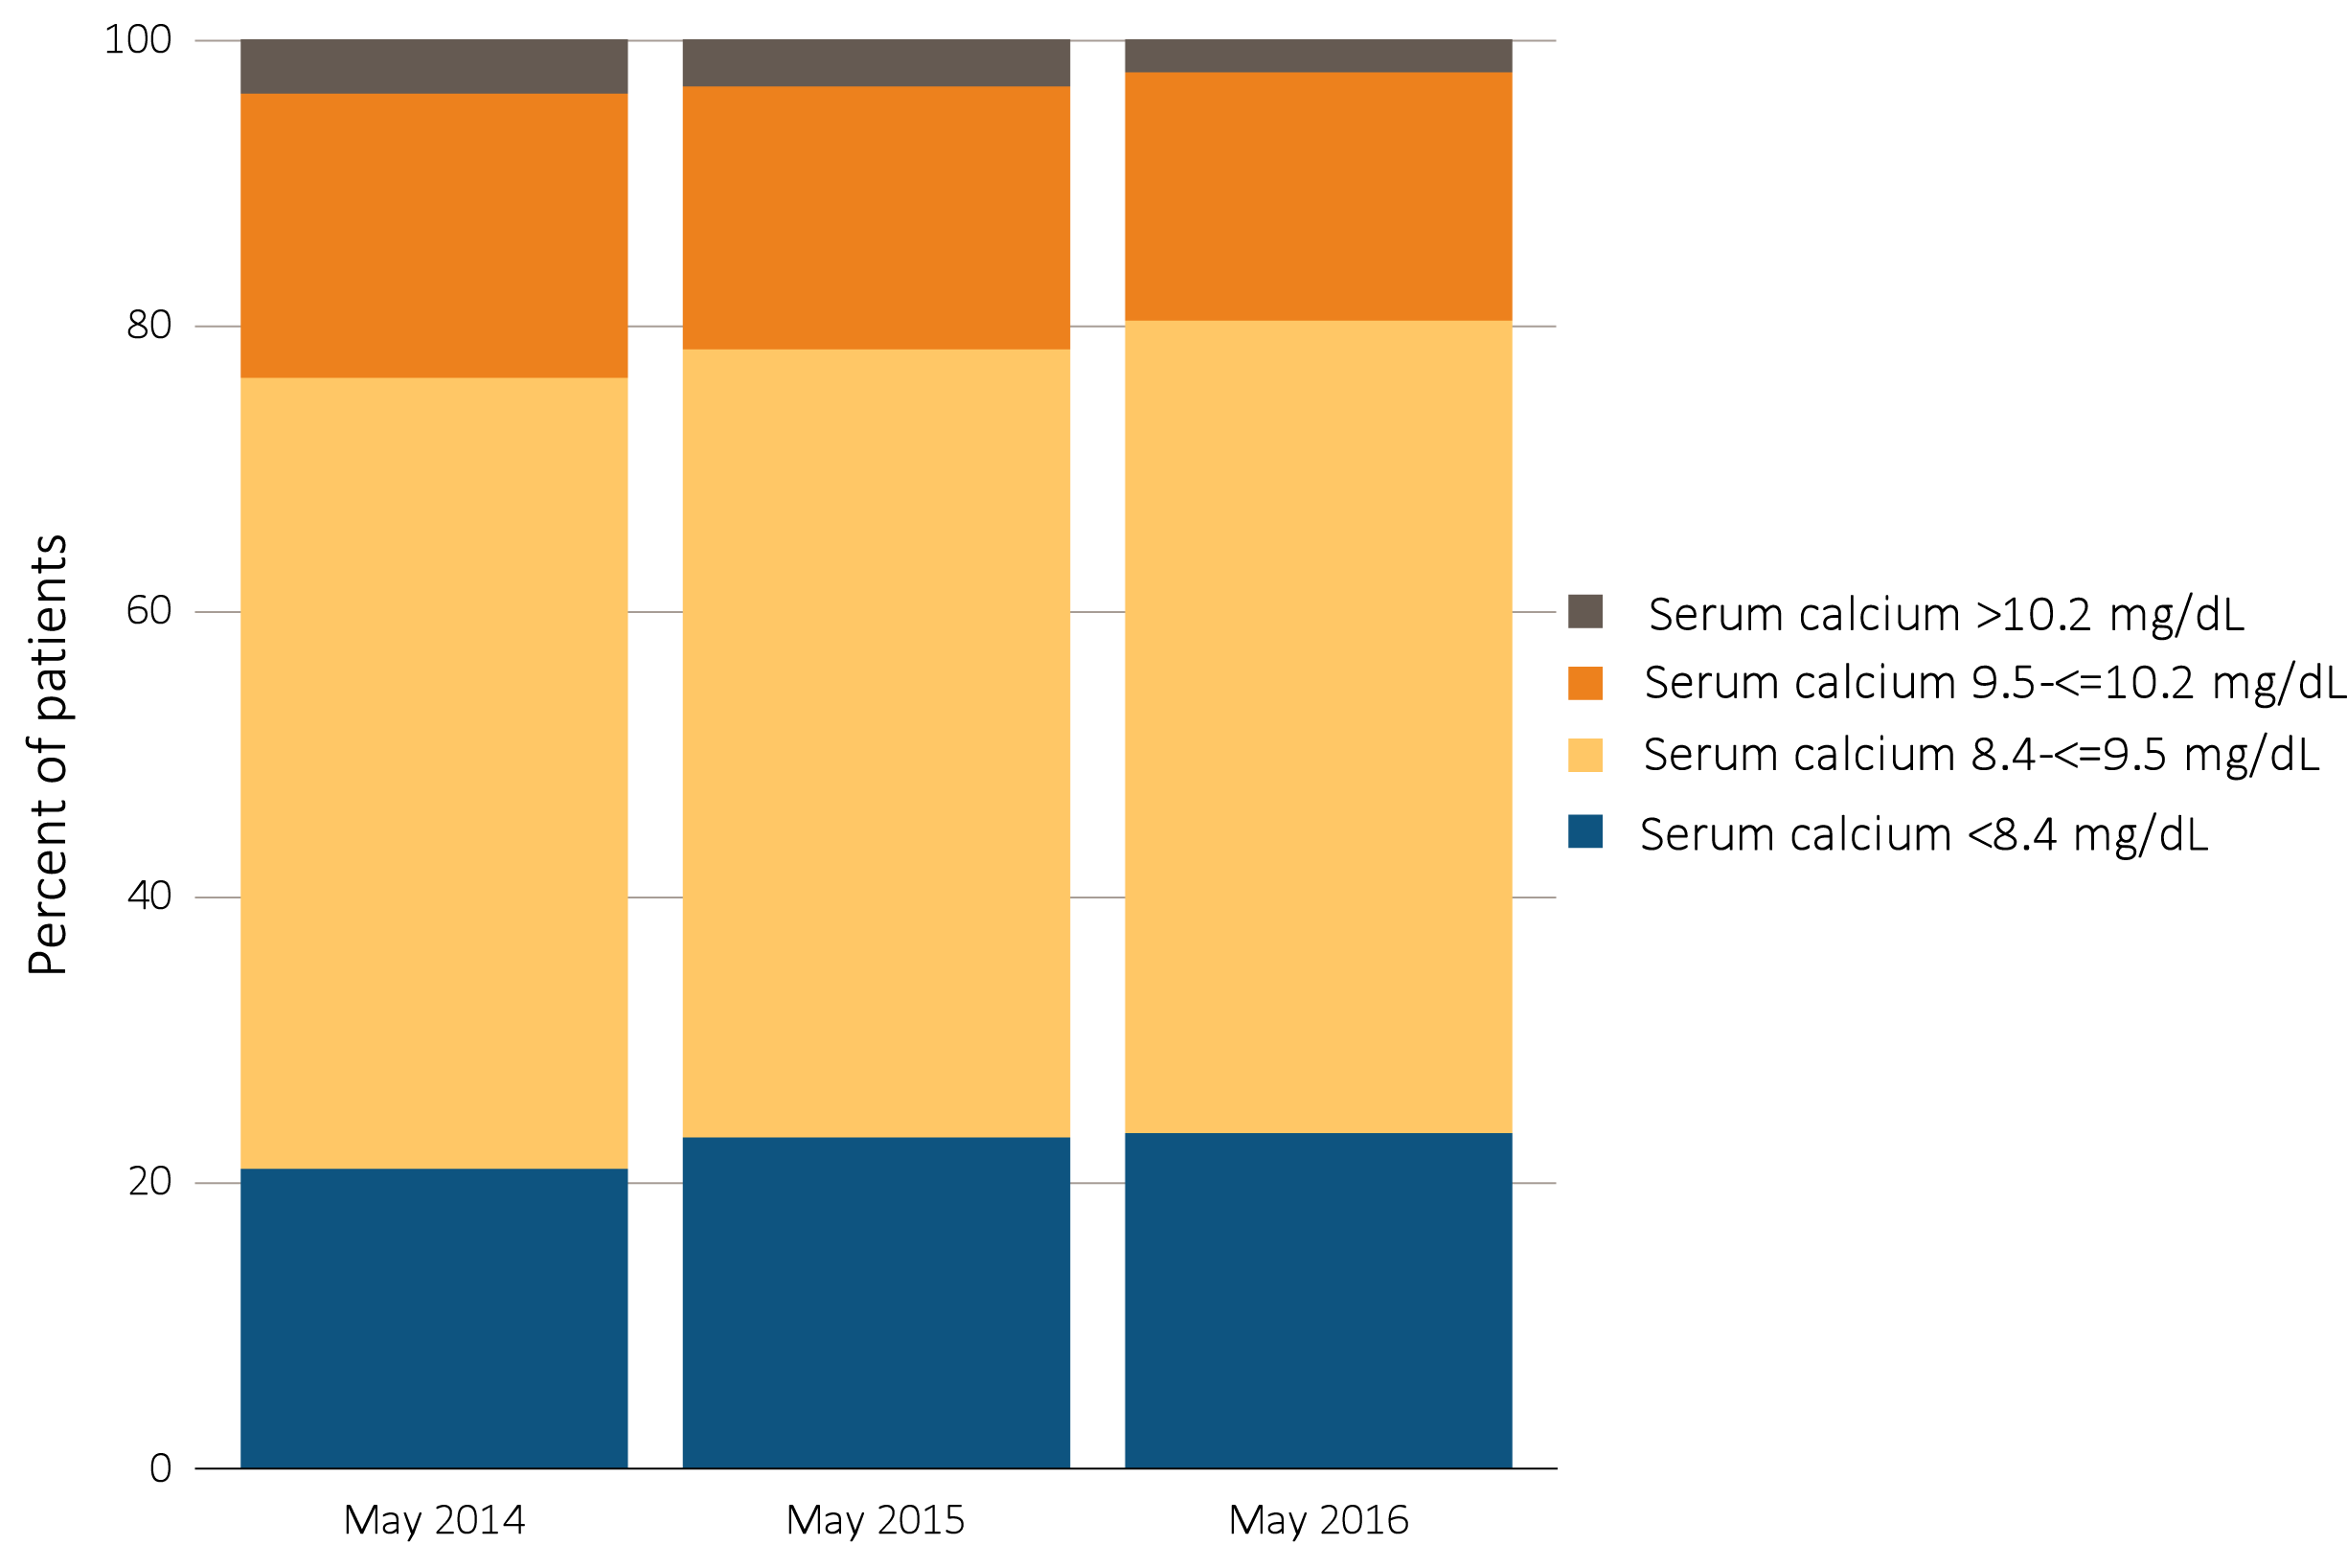 100
80
60
40
20
0
Percent of patients
May 2014
May 2015
May 2016
Serum calcium >10.2 mg/dL
Serum calcium 9.5-<=10.2 mg/dL
Serum calcium 8.4-<=9.5 mg/dL
Serum calcium <8.4 mg/dL